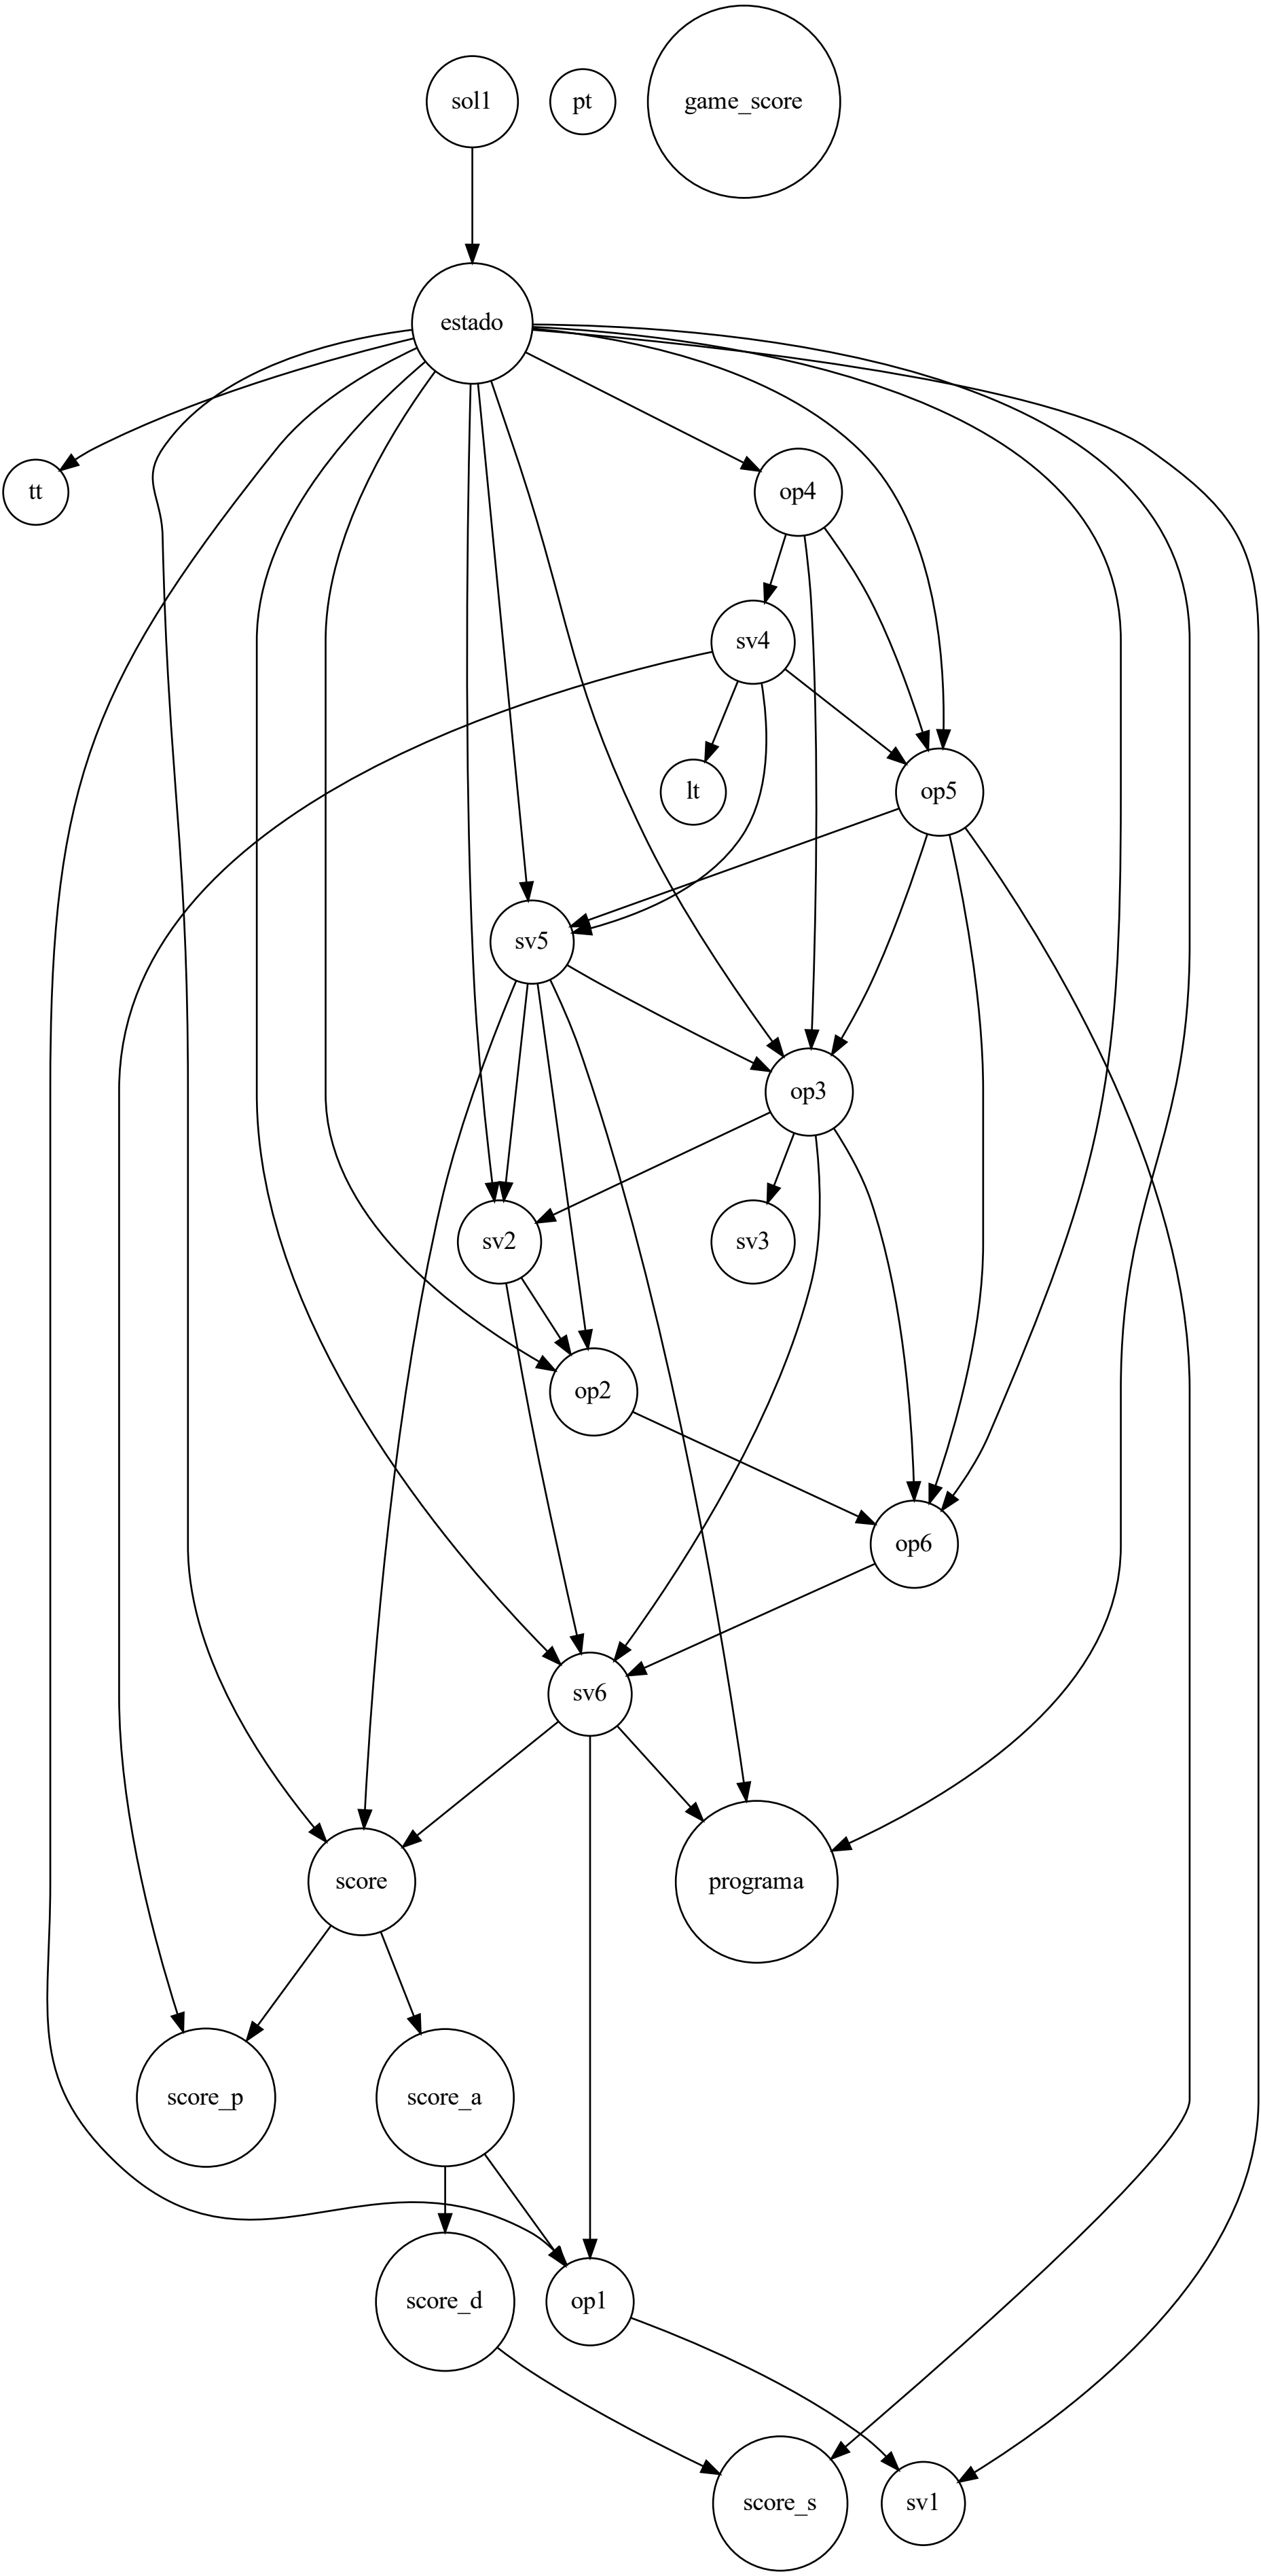 sol1
pt
game_score
estado
tt
op4
sv4
lt
op5
sv5
op3
sv2
sv3
op2
op6
sv6
score
programa
score_p
score_a
score_d
op1
score_s
sv1